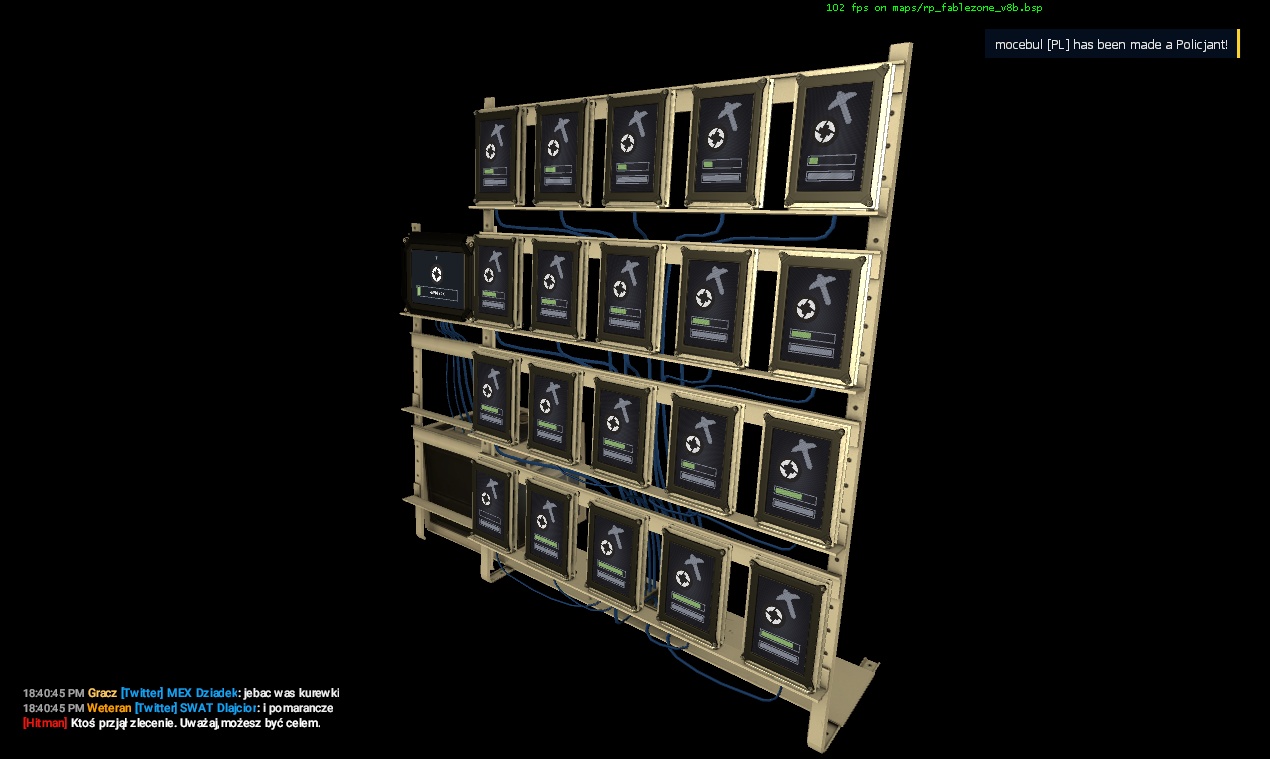 102 fps on maps/rp_fablezone_v8b.bsp
mocebul [PL] has been made a Policjant!
18:40:45 PM Gracz [Twitter] MEX Dziadek: jebac was kurewki
18:40:45 PM Weteran [Twitter] SWAT Dlajcior: i pomarancze
[Hitman] Ktoś przjął zlecenie. Uważaj,możesz być celem.